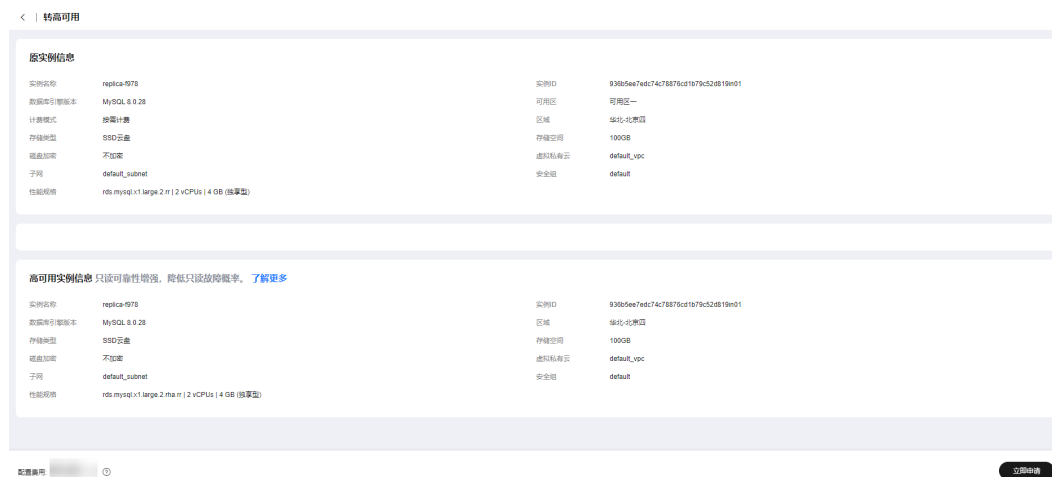 转高可用
原实例信息
实例名称 replica-f978 实例ID 936b5ee7edc74c78876cd1b79c52d819in01
数据库引擎版本 MySQL 8.0.28 可用区 可用区一
计费模式 按需计费 区域 华北-北京四
存储类型 SSD云盘 存储空间 100GB
磁盘加密 不加密 虚拟私有云 default_vpc
子网 default_subnet 安全组 default
性能规格 rds.mysql.x1.large.2.rr | 2 vCPUs | 4 GB (独享型)
高可用实例信息 只读可靠性增强，降低只读故障概率。 了解更多
实例名称 replica-f978 实例ID 936b5ee7edc74c78876cd1b79c52d819in01
数据库引擎版本 MySQL 8.0.28 区域 华北-北京四
存储类型 SSD云盘 存储空间 100GB
磁盘加密 不加密 虚拟私有云 default_vpc
子网 default_subnet 安全组 default
性能规格 rds.mysql.x1.large.2.rha.rr | 2 vCPUs | 4 GB (独享型)
配置费用 立即申请